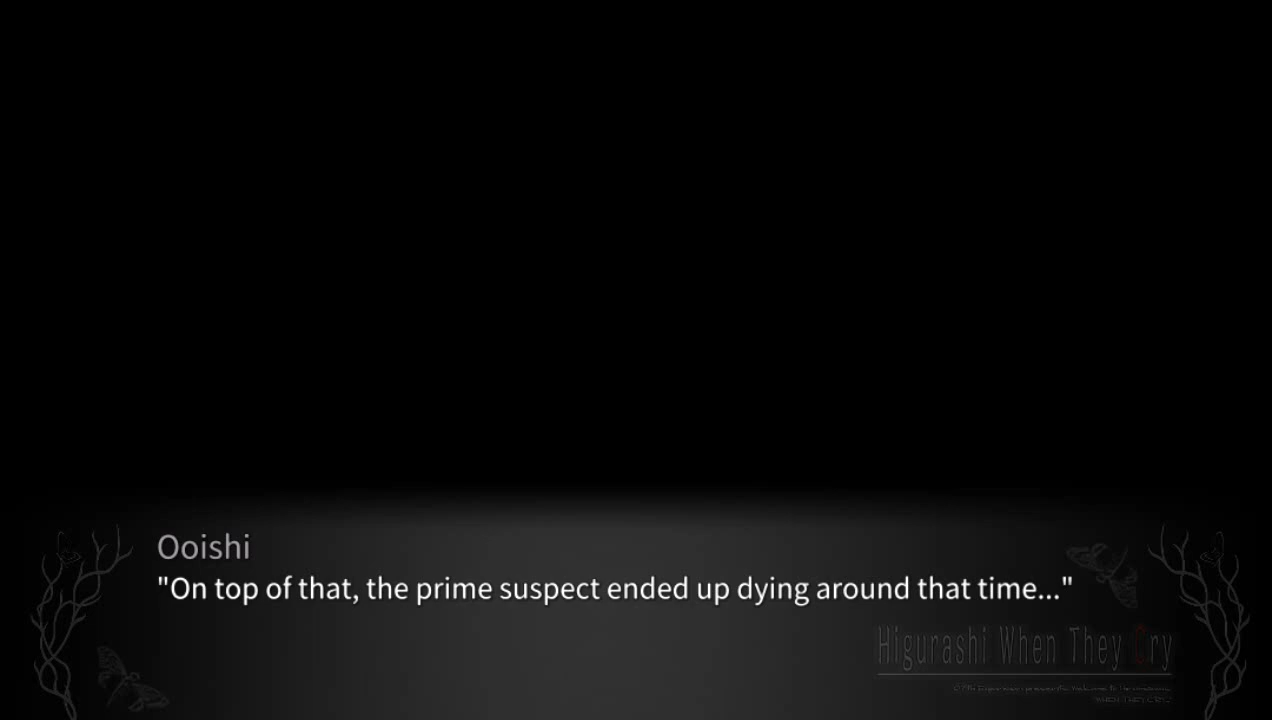 Ooishi
"On top of that, the prime suspect ended up dying around that time..."
Higurashi When They Cry